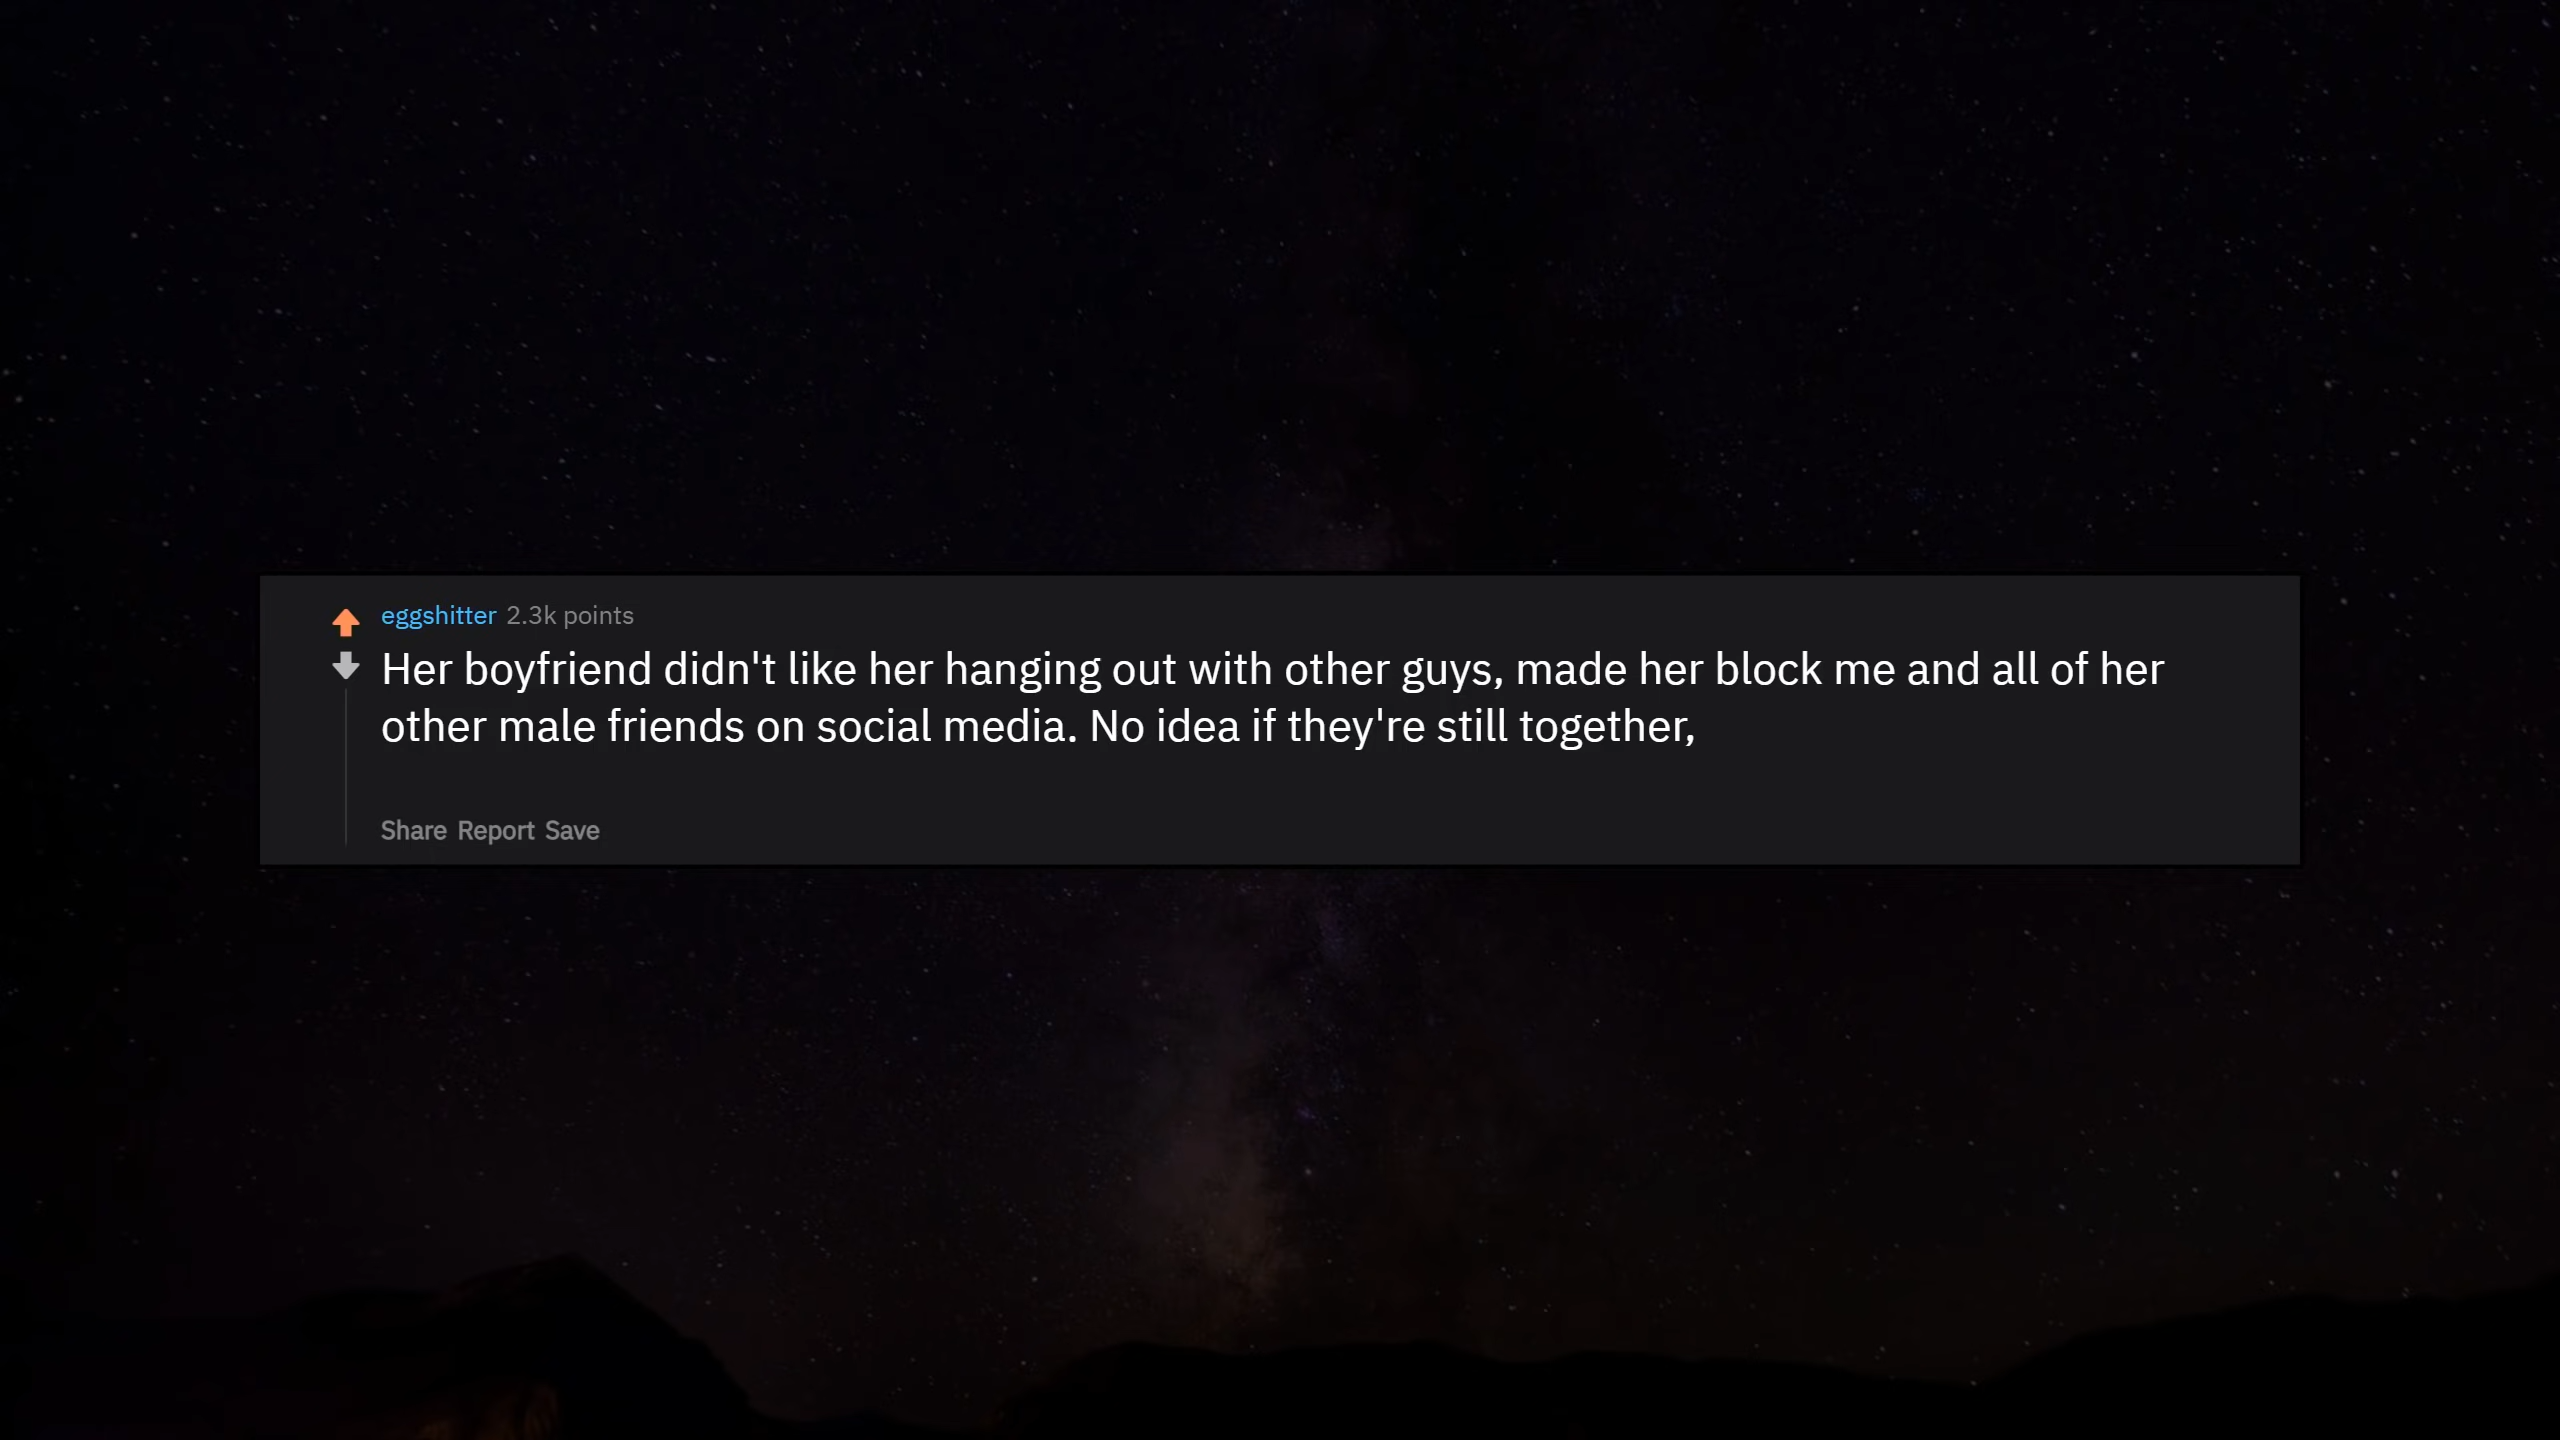 eggshitter 2.3k points
Her boyfriend didn't like her hanging out with other guys, made her block me and all of her
other male friends on social media. No idea if they're still together,
Share Report Save